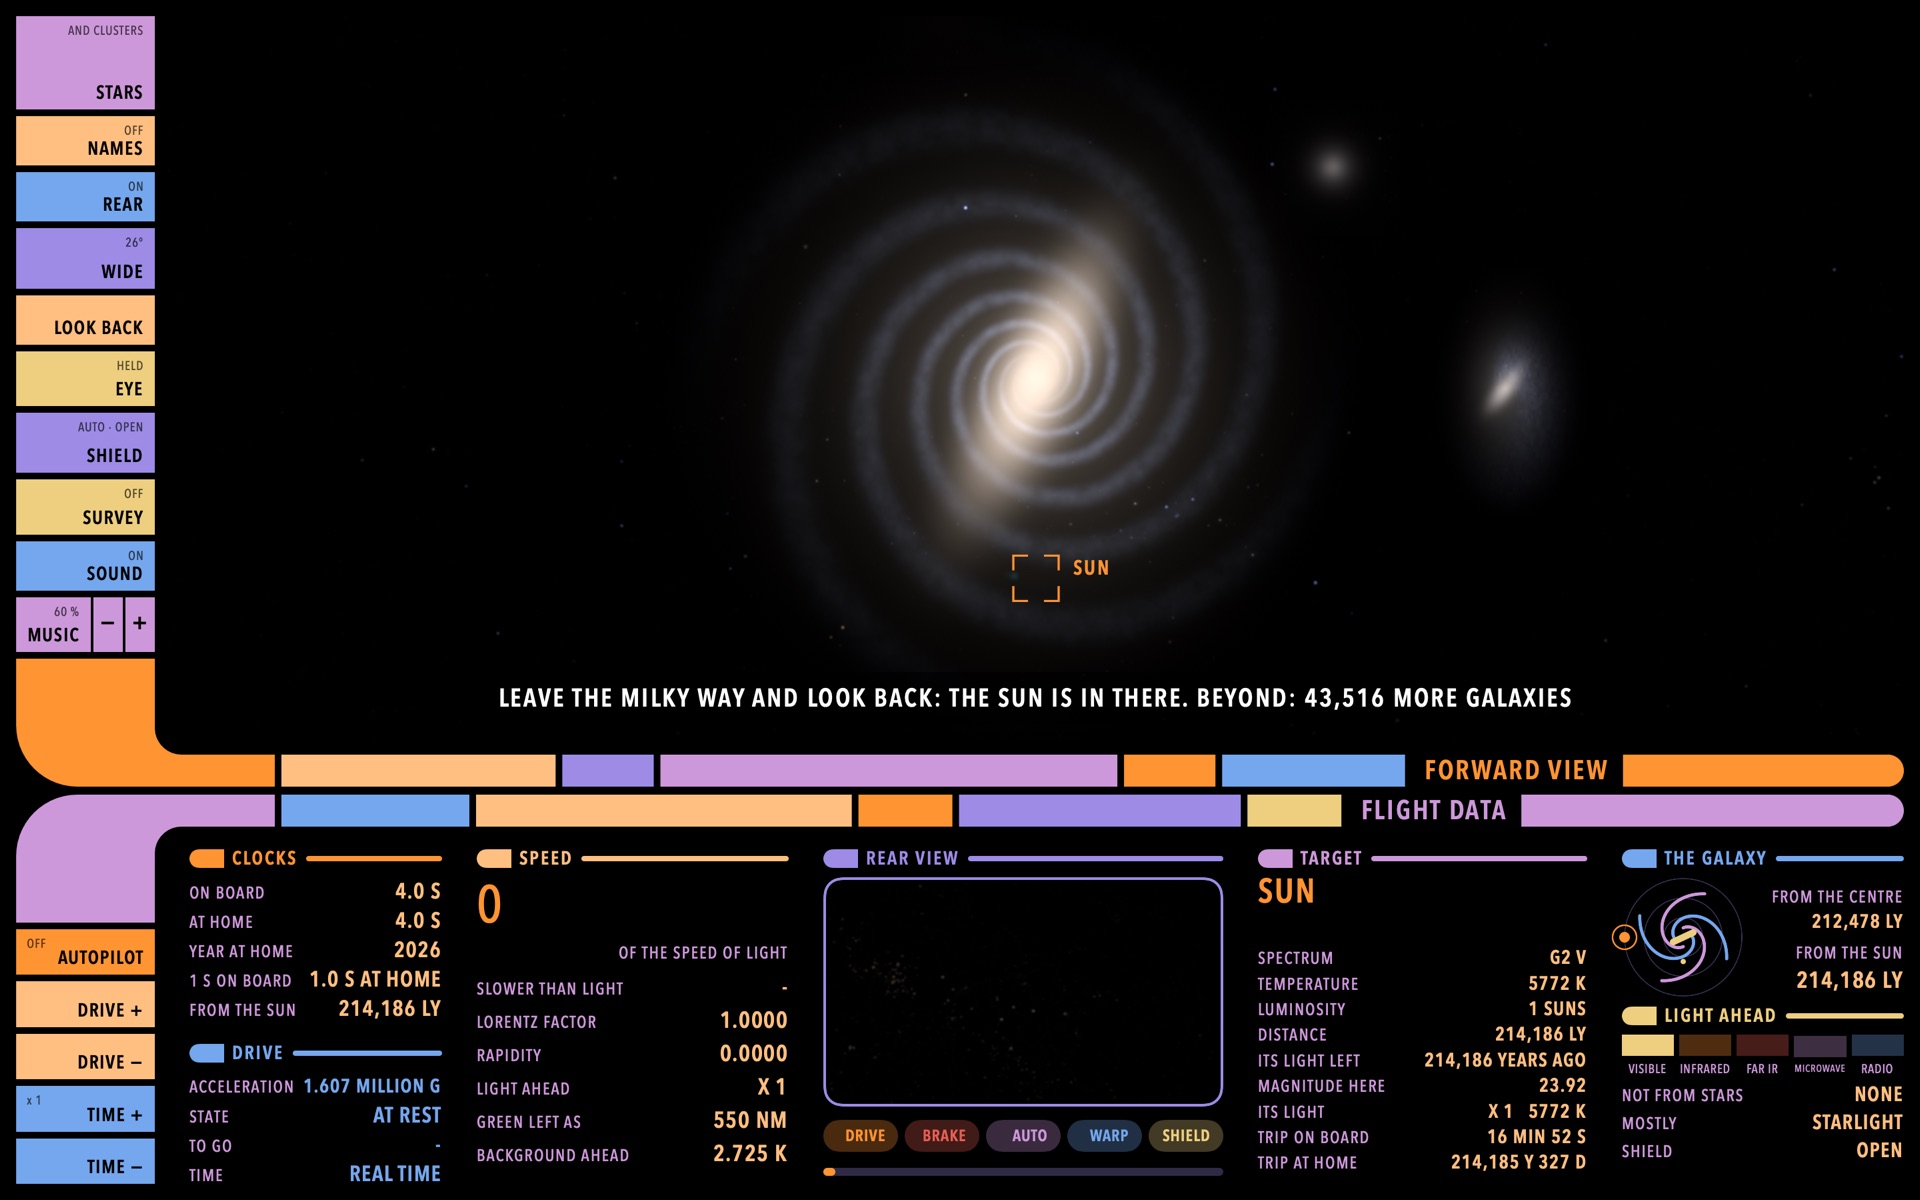 AND CLUSTERS
STARS
OFF
NAMES
ON
REAR
26°
WIDE
LOOK BACK
HELD
EYE
AUTO · OPEN
SHIELD
OFF
SURVEY
ON
SOUND
60 %
MUSIC − +
SUN
LEAVE THE MILKY WAY AND LOOK BACK: THE SUN IS IN THERE. BEYOND: 43,516 MORE GALAXIES
FORWARD VIEW
FLIGHT DATA
OFF
AUTOPILOT
DRIVE +
DRIVE −
x 1
TIME +
TIME −
CLOCKS
ON BOARD 4.0 S
AT HOME 4.0 S
YEAR AT HOME 2026
1 S ON BOARD 1.0 S AT HOME
FROM THE SUN 214,186 LY
DRIVE
ACCELERATION 1.607 MILLION G
STATE AT REST
TO GO -
TIME REAL TIME
SPEED
0
OF THE SPEED OF LIGHT
SLOWER THAN LIGHT -
LORENTZ FACTOR 1.0000
RAPIDITY 0.0000
LIGHT AHEAD X 1
GREEN LEFT AS 550 NM
BACKGROUND AHEAD 2.725 K
REAR VIEW
DRIVE BRAKE AUTO WARP SHIELD
TARGET
SUN
SPECTRUM G2 V
TEMPERATURE 5772 K
LUMINOSITY 1 SUNS
DISTANCE 214,186 LY
ITS LIGHT LEFT 214,186 YEARS AGO
MAGNITUDE HERE 23.92
ITS LIGHT X 1 5772 K
TRIP ON BOARD 16 MIN 52 S
TRIP AT HOME 214,185 Y 327 D
THE GALAXY
FROM THE CENTRE
212,478 LY
FROM THE SUN
214,186 LY
LIGHT AHEAD
VISIBLE INFRARED FAR IR MICROWAVE RADIO
NOT FROM STARS NONE
MOSTLY STARLIGHT
SHIELD OPEN